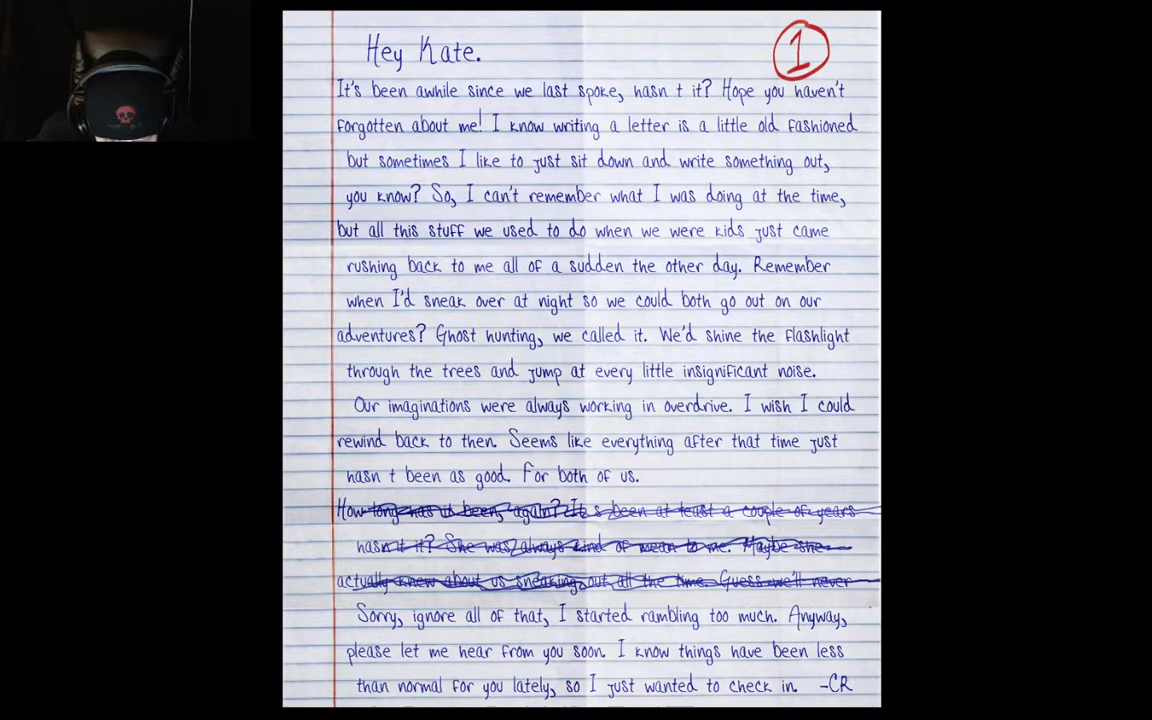 Hey Kate.
1
It's been awhile since we last spoke, hasn t it? Hope you haven't
forgotten about me! I know writing a letter is a little old fashioned
but sometimes I like to just sit down and write something out,
you know? So, I can't remember what I was doing at the time,
but all this stuff we used to do when we were kids just came
rushing back to me all of a sudden the other day. Remember
when I'd sneak over at night so we could both go out on our
adventures? Ghost hunting, we called it. We'd shine the flashlight
through the trees and jump at every little insignificant noise.
Our imaginations were always working in overdrive. I wish I could
rewind back to then. Seems like everything after that time just
hasn t been as good. For both of us.
How long has it been, again? It s been at least a couple of years
hasn t it? She was always kind of mean to me. Maybe she
actually knew about us sneaking out all the time. Guess we'll never
Sorry, ignore all of that, I started rambling too much. Anyway,
please let me hear from you soon. I know things have been less
than normal for you lately, so I just wanted to check in. -CR